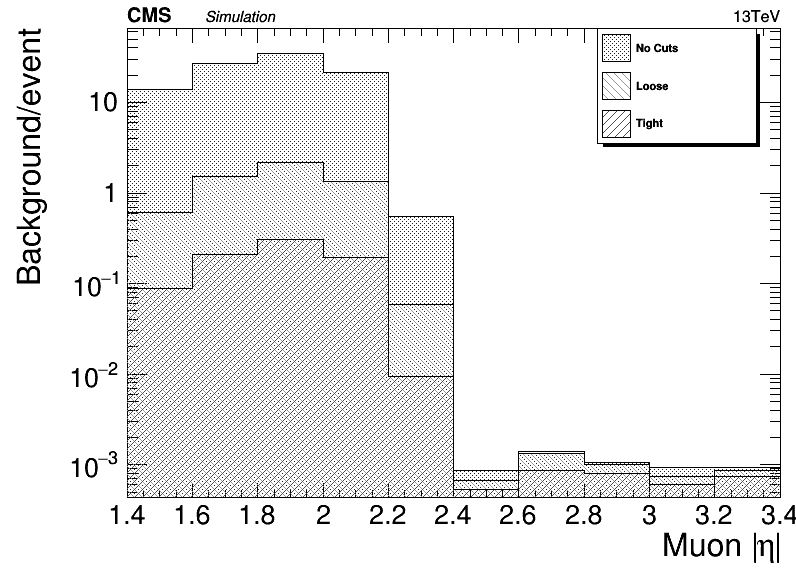 CMS Simulation 13TeV
No Cuts
Loose
Tight
Background/event
10
1
10⁻¹
10⁻²
10⁻³
1.4 1.6 1.8 2 2.2 2.4 2.6 2.8 3 3.2 3.4
Muon |η|